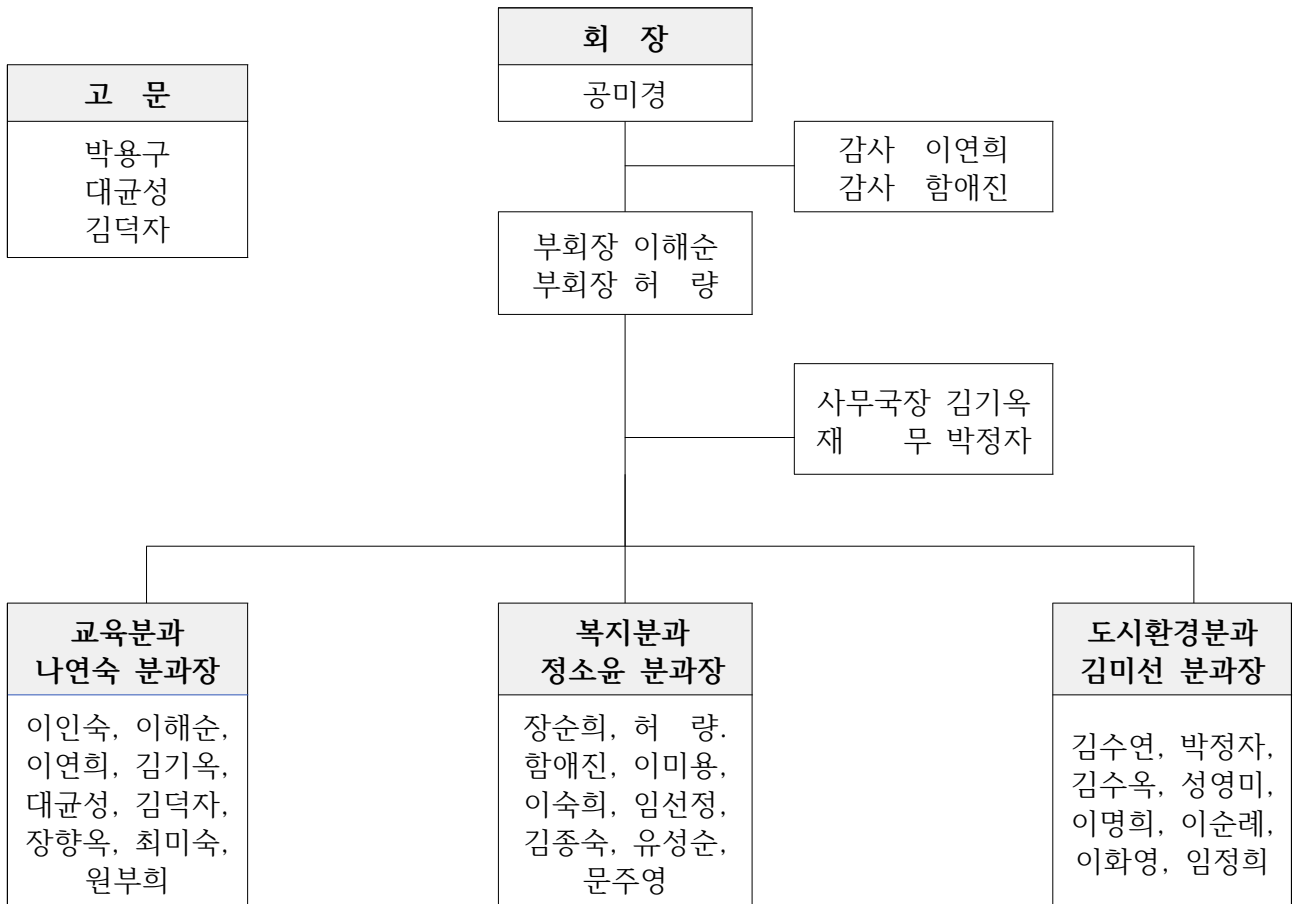 회 장
공미경
고 문
박용구
대균성
김덕자
감사 이연희
감사 함애진
부회장 이해순
부회장 허 량
사무국장 김기옥
재 무 박정자
교육분과
나연숙 분과장
이인숙, 이해순,
이연희, 김기옥,
대균성, 김덕자,
장향옥, 최미숙,
원부희
복지분과
정소윤 분과장
장순희, 허 량.
함애진, 이미용,
이숙희, 임선정,
김종숙, 유성순,
문주영
도시환경분과
김미선 분과장
김수연, 박정자,
김수옥, 성영미,
이명희, 이순례,
이화영, 임정희